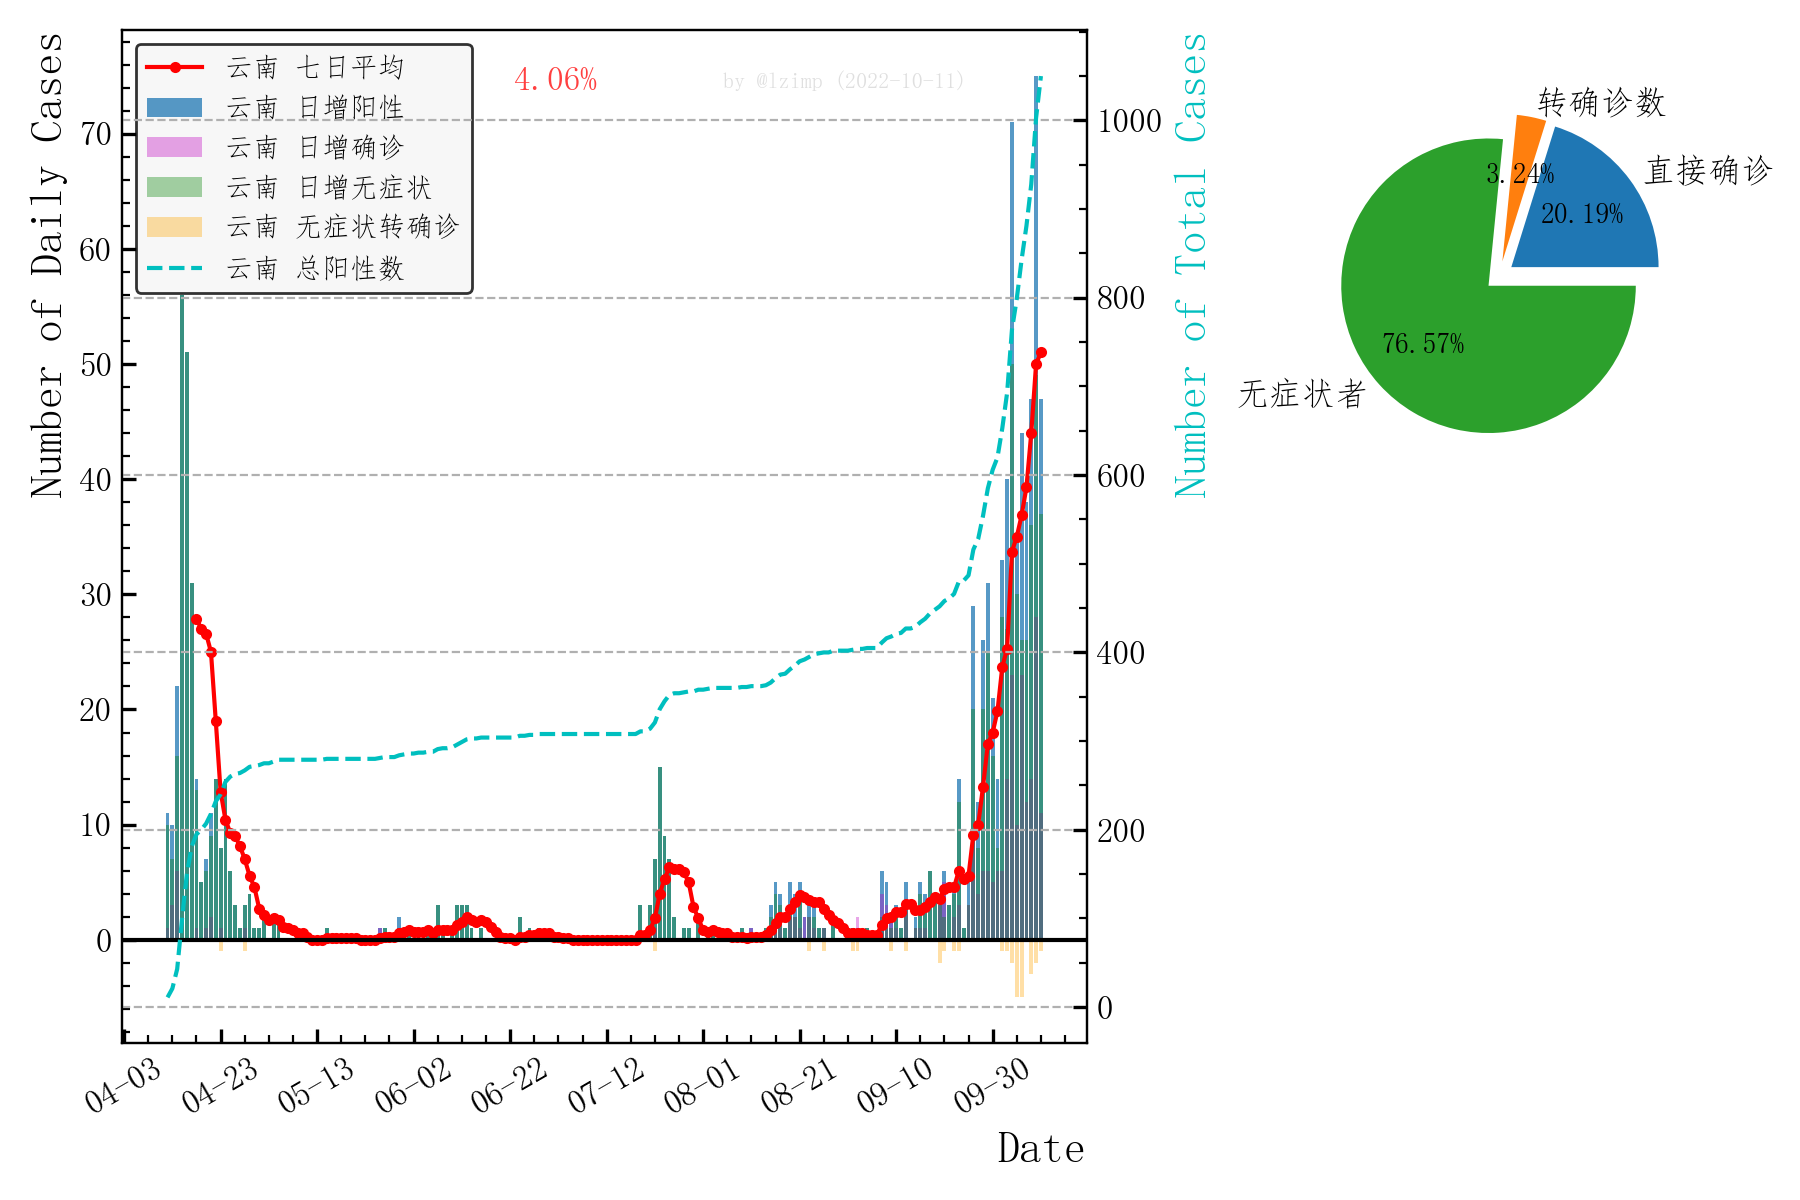 云南 七日平均
云南 日增阳性
云南 日增确诊
云南 日增无症状
云南 无症状转确诊
云南 总阳性数
4.06%
by @lzimp (2022-10-11)
Number of Daily Cases
70
60
50
40
30
20
10
0
1000
800
600
400
200
0
Number of Total Cases
04-03
04-23
05-13
06-02
06-22
07-12
08-01
08-21
09-10
09-30
Date
转确诊数
直接确诊
3.24%
20.19%
76.57%
无症状者